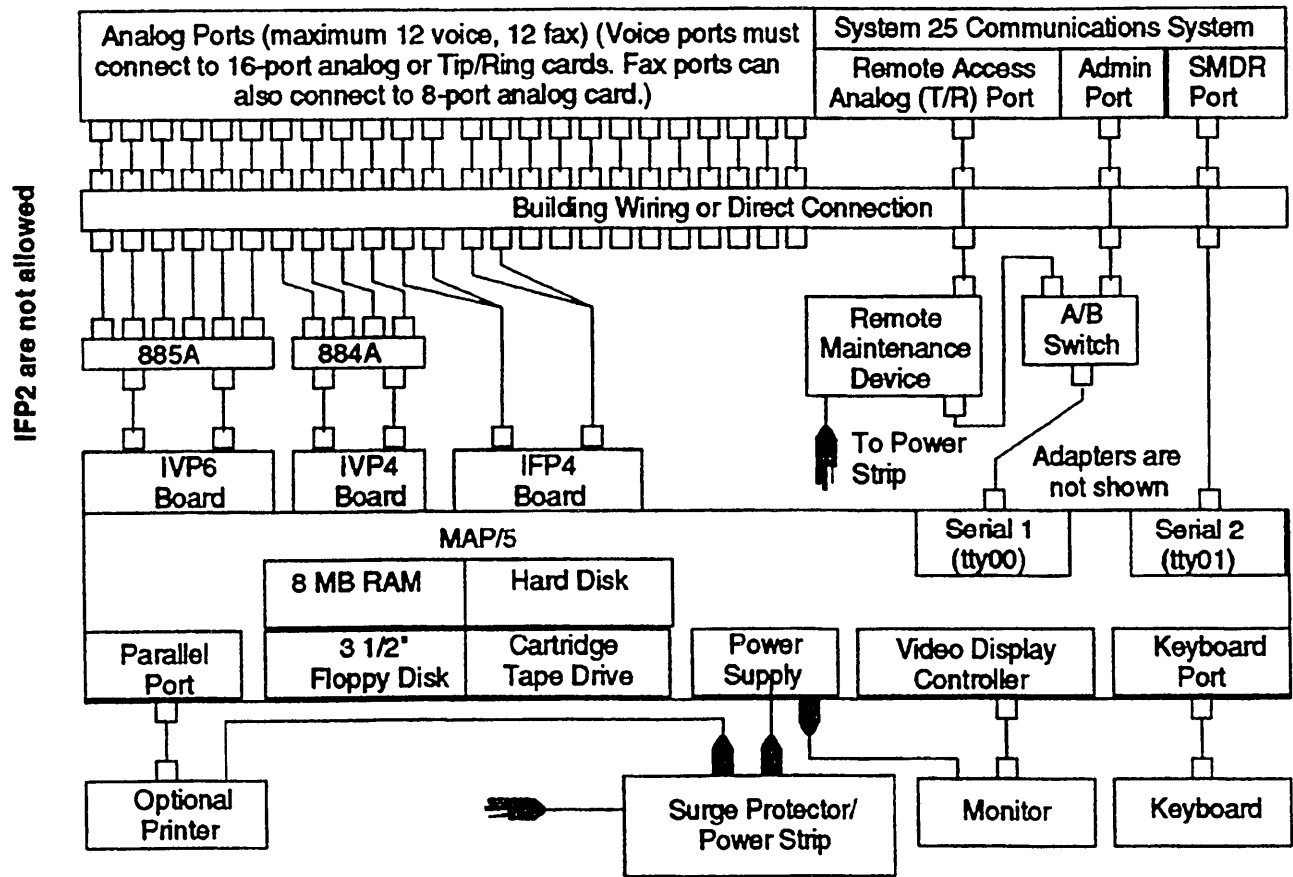 Analog Ports (maximum 12 voice, 12 fax) (Voice ports must
connect to 16-port analog or Tip/Ring cards. Fax ports can
also connect to 8-port analog card.)
System 25 Communications System
Remote Access
Analog (T/R) Port
Admin
Port
SMDR
Port
IFP2 are not allowed
Building Wiring or Direct Connection
885A
884A
Remote
Maintenance
Device
A/B
Switch
To Power
Strip
Adapters are
not shown
IVP6
Board
IVP4
Board
IFP4
Board
MAP/5
Serial 1
(tty00)
Serial 2
(tty01)
8 MB RAM
Hard Disk
Parallel
Port
3 1/2"
Floppy Disk
Cartridge
Tape Drive
Power
Supply
Video Display
Controller
Keyboard
Port
Optional
Printer
Surge Protector/
Power Strip
Monitor
Keyboard